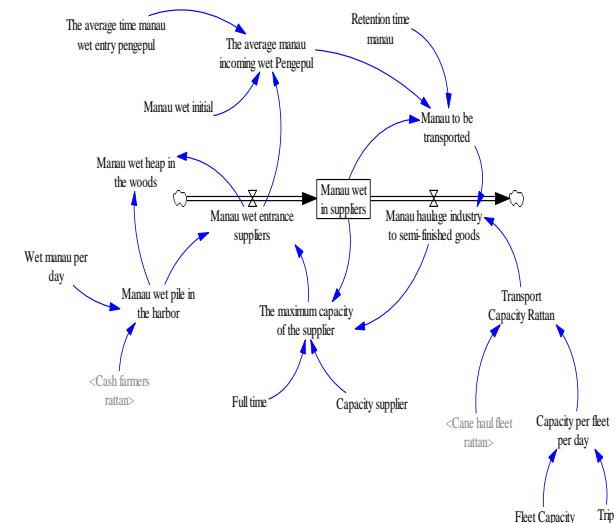 The average time manau
wet entry pengepul
The average manau
incoming wet Pengepul
Retention time
manau
Manau wet initial
Manau to be
transported
Manau wet heap in
the woods
Manau wet
in suppliers
Manau wet entrance
suppliers
Manau haulage industry
to semi-finished goods
Wet manau per
day
Manau wet pile in
the harbor
The maximum capacity
of the supplier
Transport
Capacity Rattan
<Cash farmers
rattan>
Full time
Capacity supplier
<Cane haul fleet
rattan>
Capacity per fleet
per day
Fleet Capacity
Trip